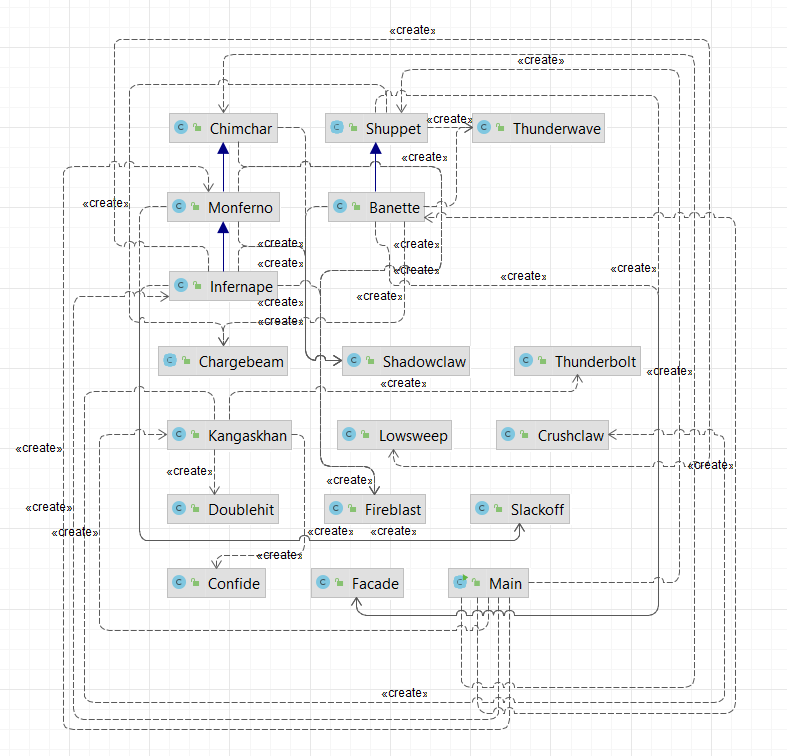 «create»
«create»
«create»
C Chimchar
C Shuppet
C Thunderwave
«create»
«create»
C Monferno
C Banette
«create»
«create»
«create»
«create»
«create»
«create»
C Infernape
«create»
«create»
«create»
C Chargebeam
C Shadowclaw
C Thunderbolt
«create»
«create»
C Kangaskhan
C Lowsweep
C Crushclaw
«create»
«create»
«create»
«create»
C Doublehit
C Fireblast
C Slackoff
«create»
«create»
«create»
«create»
«create»
C Confide
C Facade
C Main
«create»